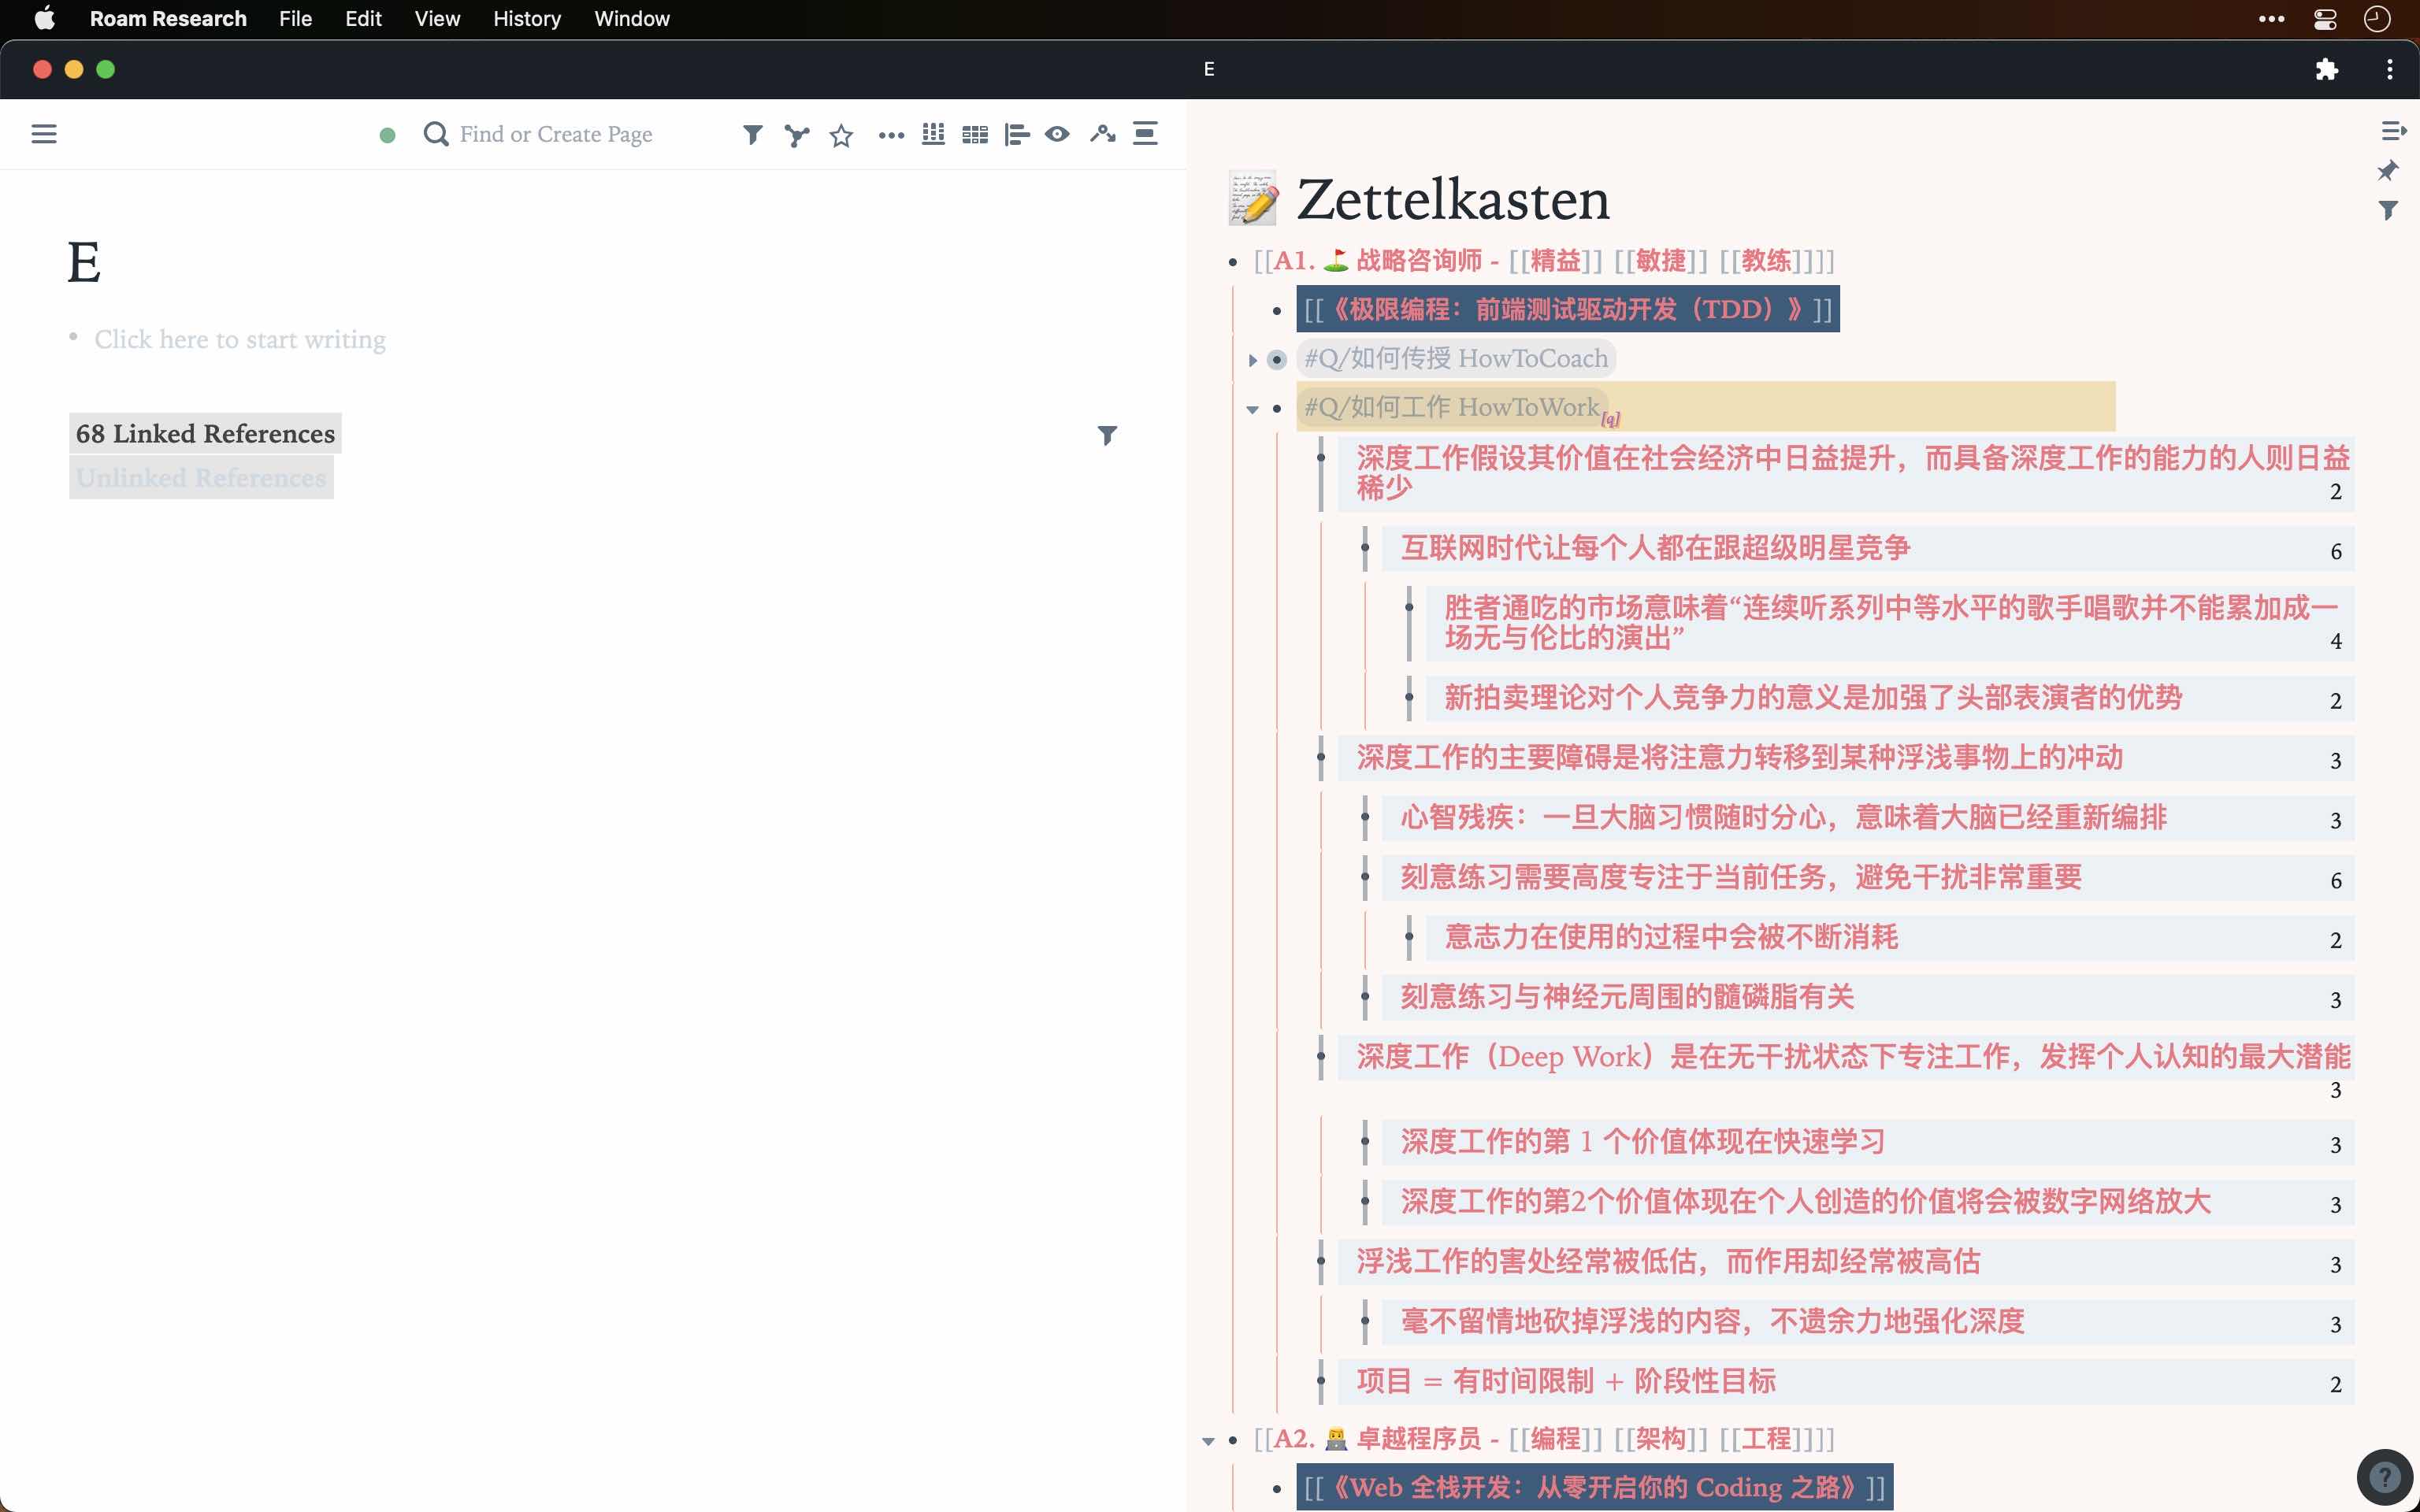 Roam Research File Edit View History Window
E
Find or Create Page
E
Click here to start writing
68 Linked References
Unlinked References
Zettelkasten
[[A1. ⛳ 战略咨询师 - [[精益]] [[敏捷]] [[教练]]]]
[[《极限编程：前端测试驱动开发（TDD）》]]
#Q/如何传授 HowToCoach
#Q/如何工作 HowToWork[q]
深度工作假设其价值在社会经济中日益提升，而具备深度工作的能力的人则日益
稀少 2
互联网时代让每个人都在跟超级明星竞争 6
胜者通吃的市场意味着“连续听系列中等水平的歌手唱歌并不能累加成一
场无与伦比的演出” 4
新拍卖理论对个人竞争力的意义是加强了头部表演者的优势 2
深度工作的主要障碍是将注意力转移到某种浮浅事物上的冲动 3
心智残疾：一旦大脑习惯随时分心，意味着大脑已经重新编排 3
刻意练习需要高度专注于当前任务，避免干扰非常重要 6
意志力在使用的过程中会被不断消耗 2
刻意练习与神经元周围的髓磷脂有关 3
深度工作（Deep Work）是在无干扰状态下专注工作，发挥个人认知的最大潜能
3
深度工作的第 1 个价值体现在快速学习 3
深度工作的第2个价值体现在个人创造的价值将会被数字网络放大 3
浮浅工作的害处经常被低估，而作用却经常被高估 3
毫不留情地砍掉浮浅的内容，不遗余力地强化深度 3
项目 = 有时间限制 + 阶段性目标 2
[[A2. 👨‍💻 卓越程序员 - [[编程]] [[架构]] [[工程]]]]
[[《Web 全栈开发：从零开启你的 Coding 之路》]]
?